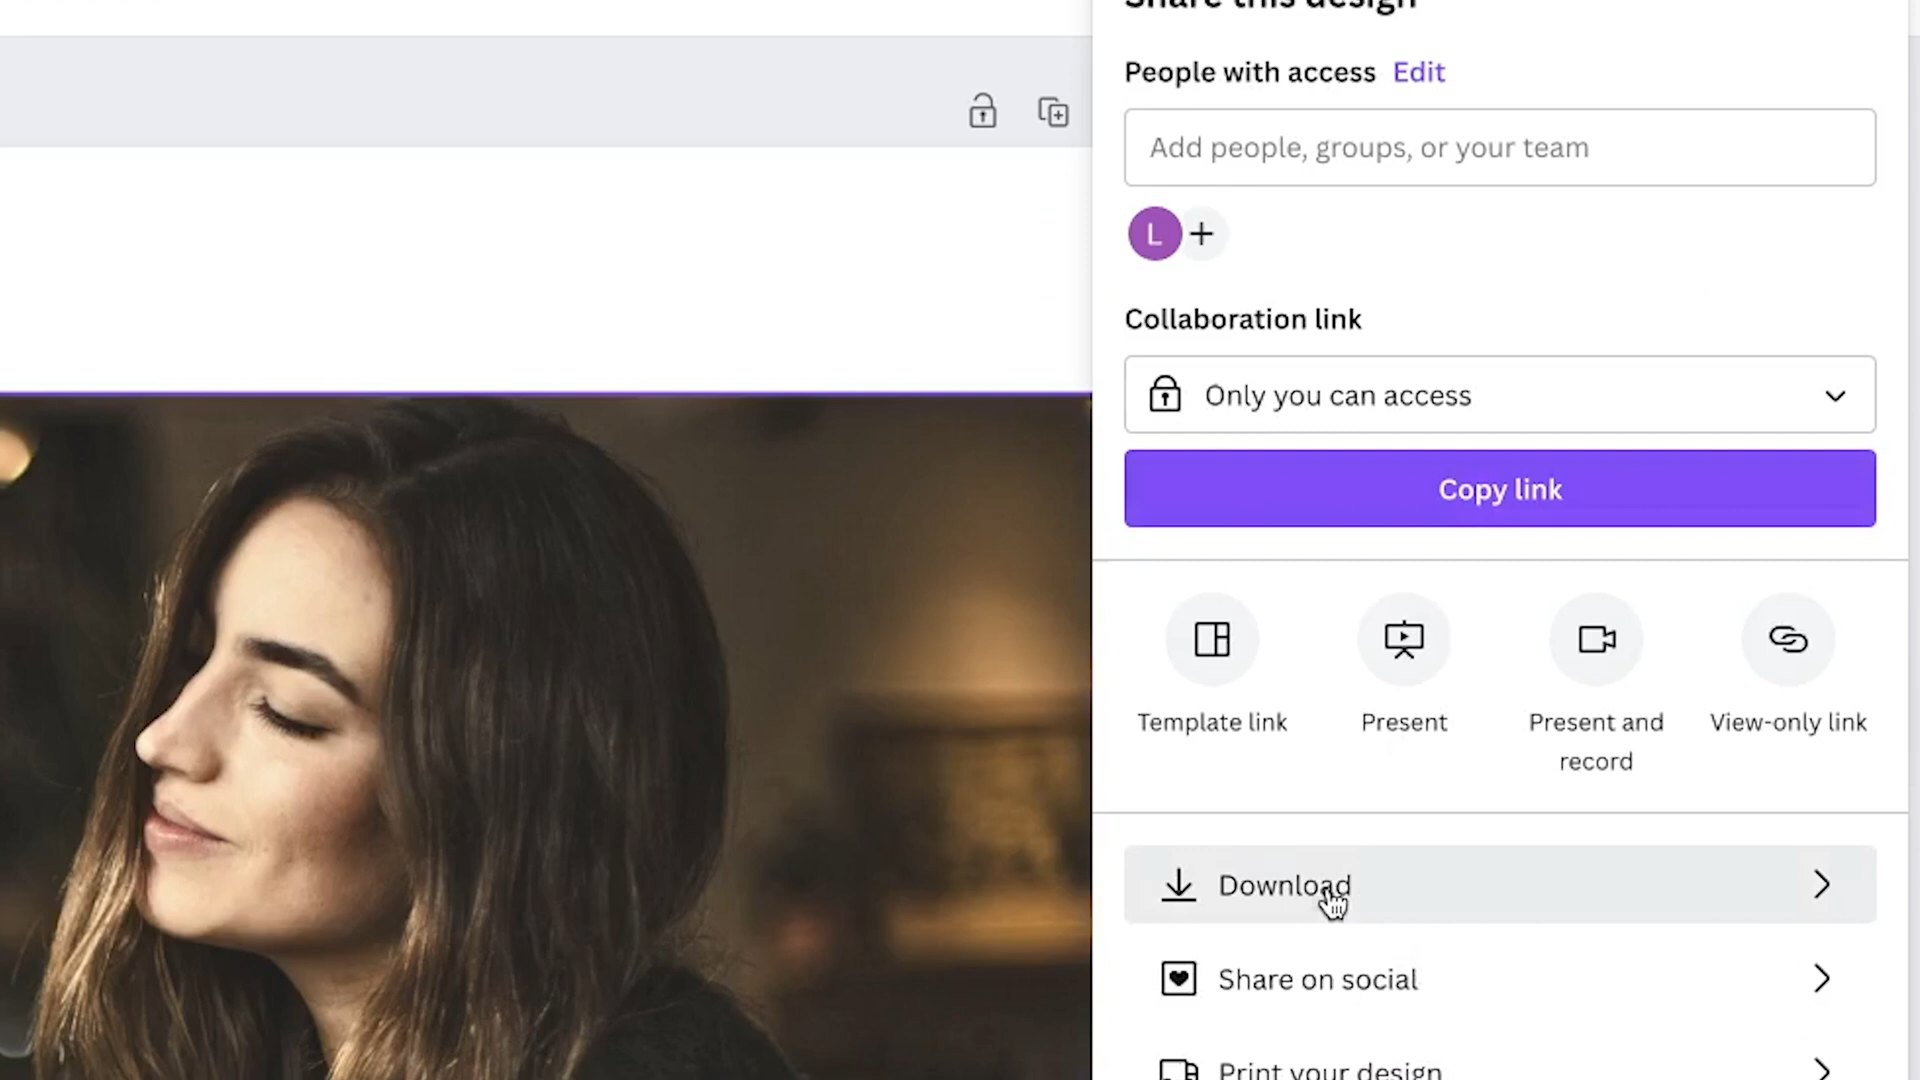 Share this design
People with access Edit
Add people, groups, or your team
L
Collaboration link
Only you can access
Copy link
Template link
Present
Present and
record
View-only link
Download
Share on social
Print your design